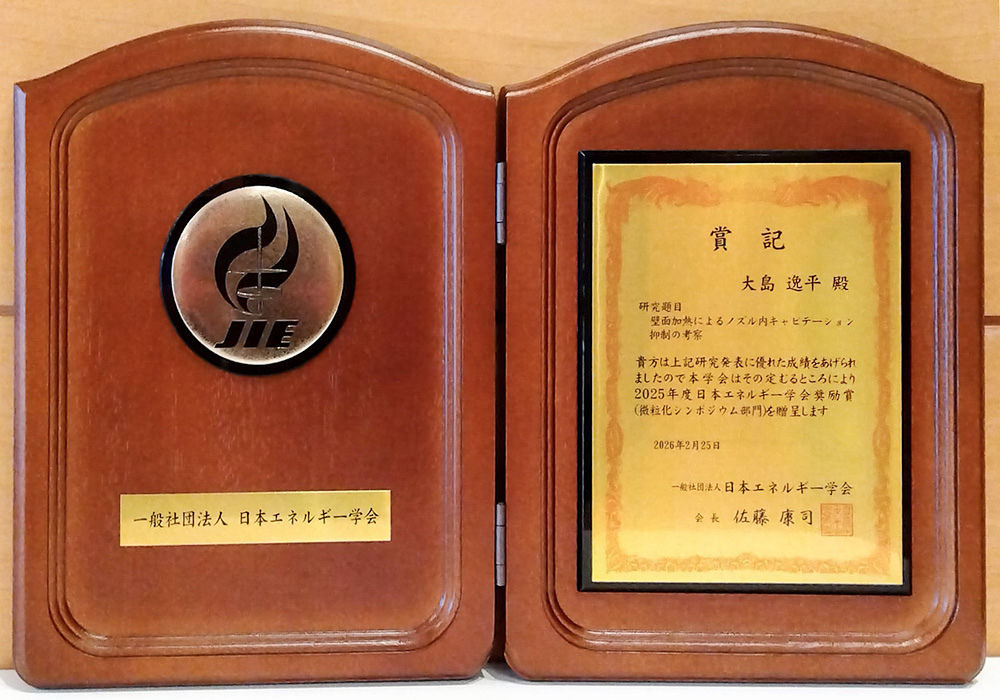 JIE
一般社団法人 日本エネルギー学会
賞 記
大島 逸平 殿
研究題目
壁面加熱によるノズル内キャビテーション
抑制の考察
貴方は上記研究発表に優れた成績をあげられ
ましたので本学会はその定むるところにより
2025年度日本エネルギー学会奨励賞
(微粒化シンポジウム部門)を贈呈します
2026年2月25日
一般社団法人 日本エネルギー学会
会長 佐藤 康司